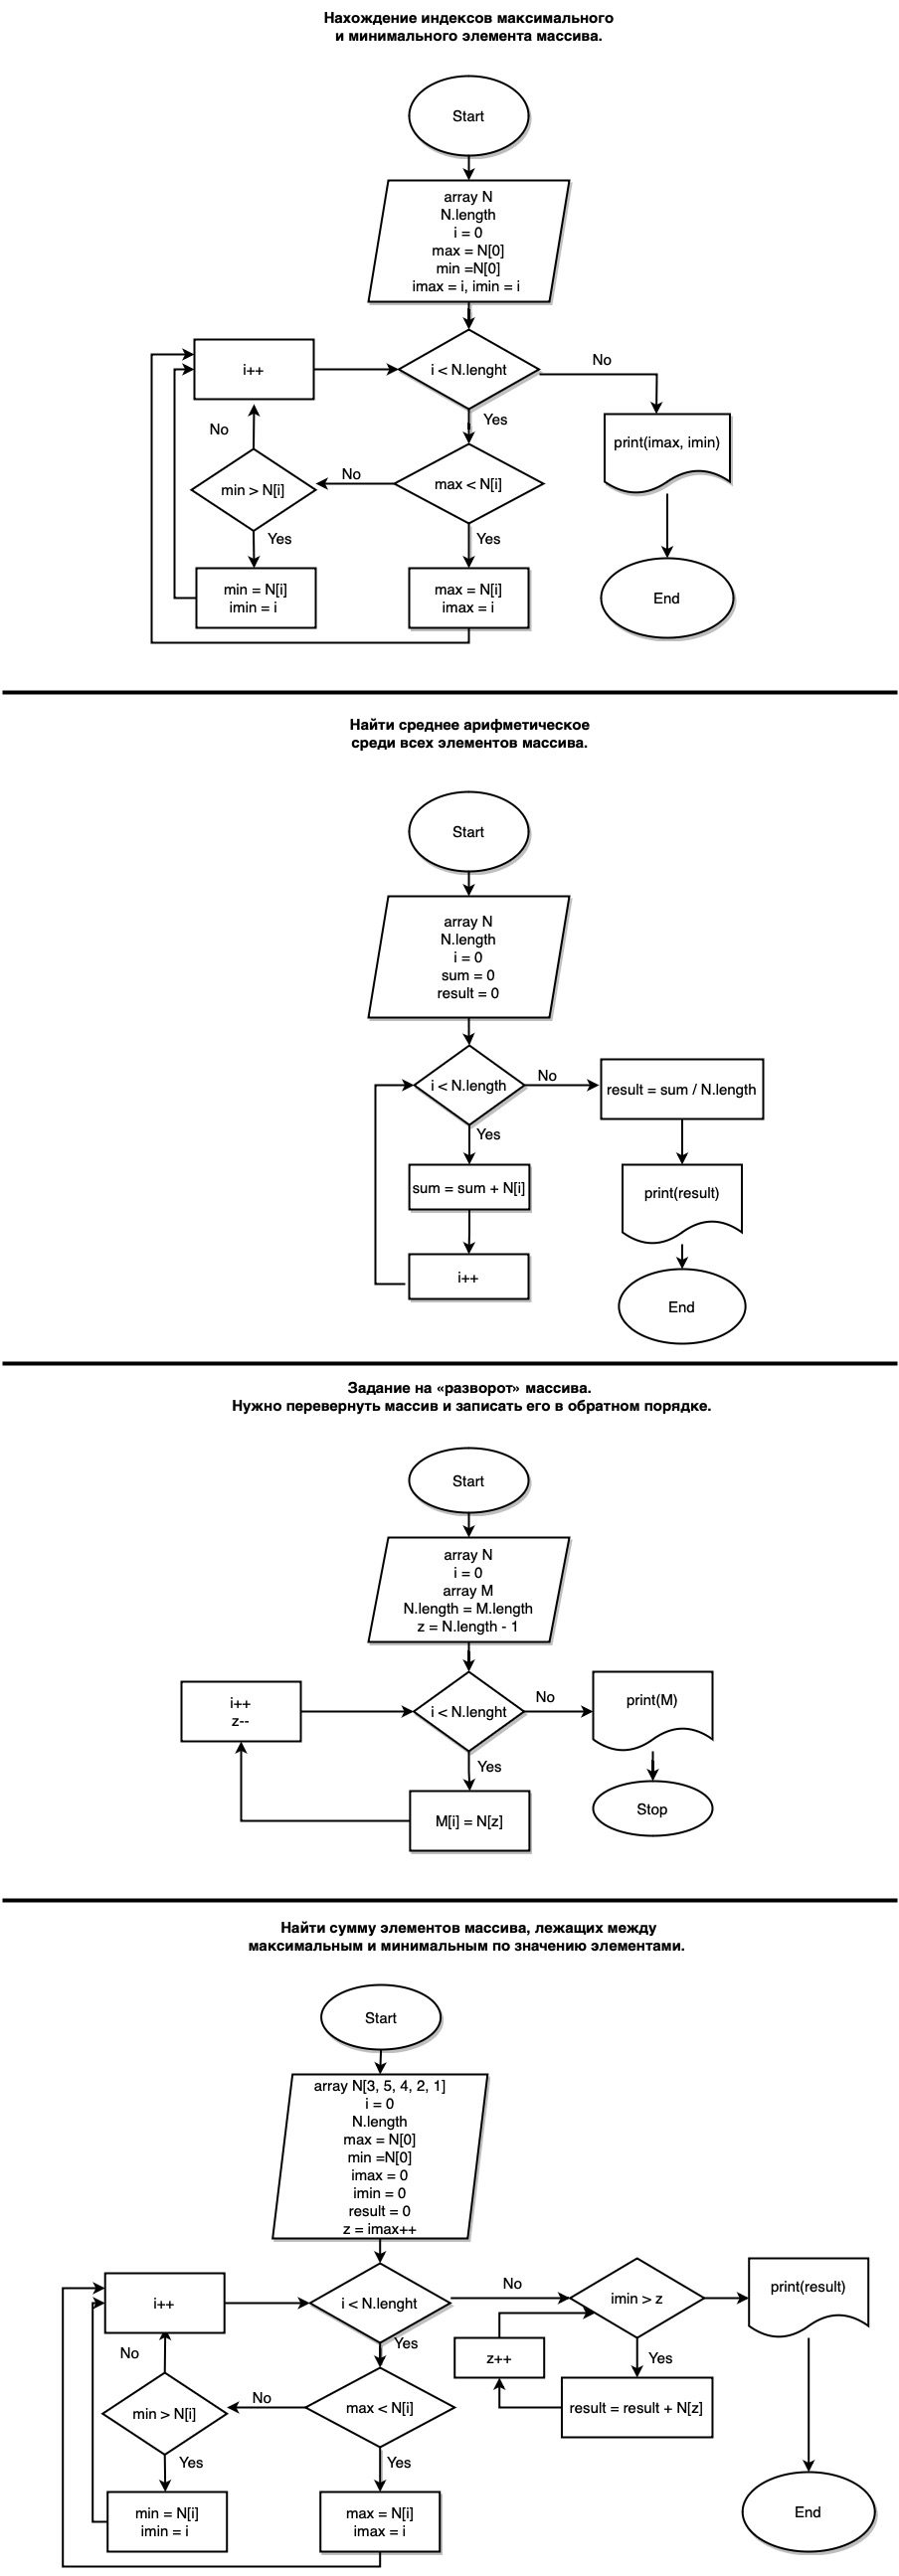 Нахождение индексов максимального
и минимального элемента массива.
Start
array N
N.length
i = 0
max = N[0]
min =N[0]
imax = i, imin = i
i++
i < N.lenght
No
print(imax, imin)
Yes
No
min > N[i]
No
max < N[i]
Yes
Yes
min = N[i]
imin = i
max = N[i]
imax = i
End
Найти среднее арифметическое
среди всех элементов массива.
Start
array N
N.length
i = 0
sum = 0
result = 0
i < N.length
No
result = sum / N.length
Yes
sum = sum + N[i]
print(result)
i++
End
Задание на «разворот» массива.
Нужно перевернуть массив и записать его в обратном порядке.
Start
array N
i = 0
array M
N.length = M.length
z = N.length - 1
i++
z--
i < N.lenght
No
print(M)
Yes
M[i] = N[z]
Stop
Найти сумму элементов массива, лежащих между
максимальным и минимальным по значению элементами.
Start
array N[3, 5, 4, 2, 1]
i = 0
N.length
max = N[0]
min =N[0]
imax = 0
imin = 0
result = 0
z = imax++
i++
i < N.lenght
No
imin > z
print(result)
Yes
No
z++
Yes
min > N[i]
No
max < N[i]
result = result + N[z]
Yes
Yes
min = N[i]
imin = i
max = N[i]
imax = i
End